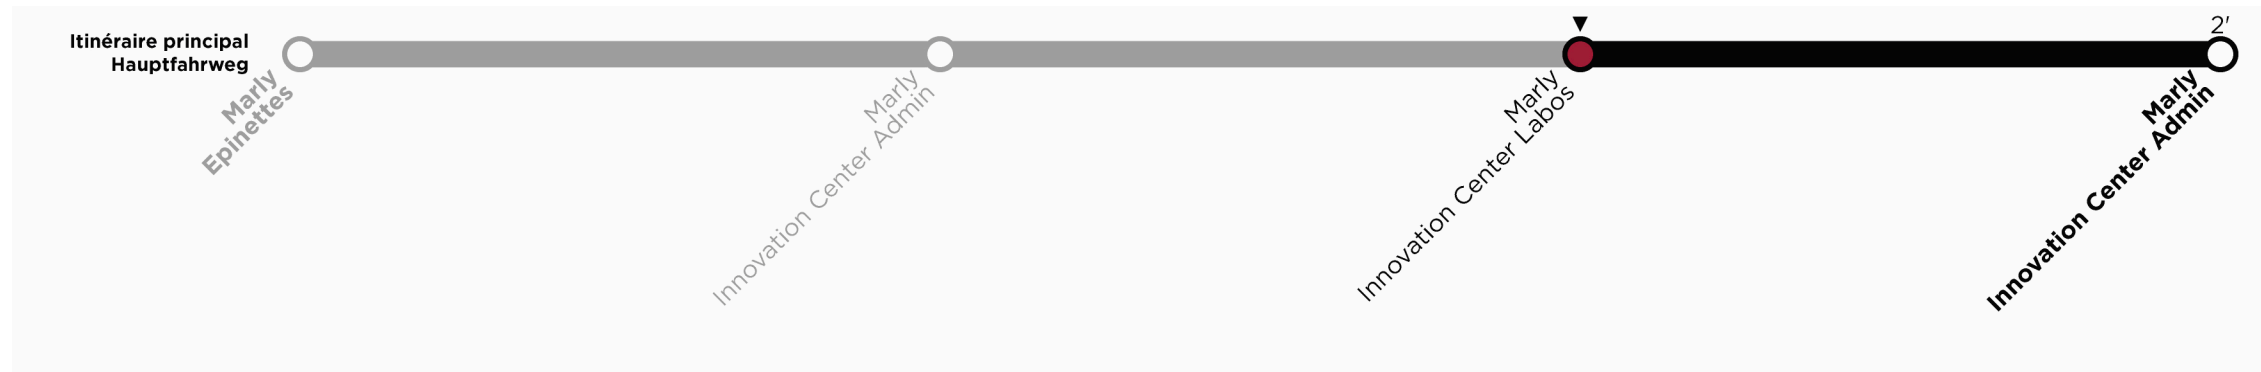 Itinéraire principal
Hauptfahrweg
Marly
Epinettes
Marly
Innovation Center Admin
Marly
Innovation Center Labos
2'
Marly
Innovation Center Admin